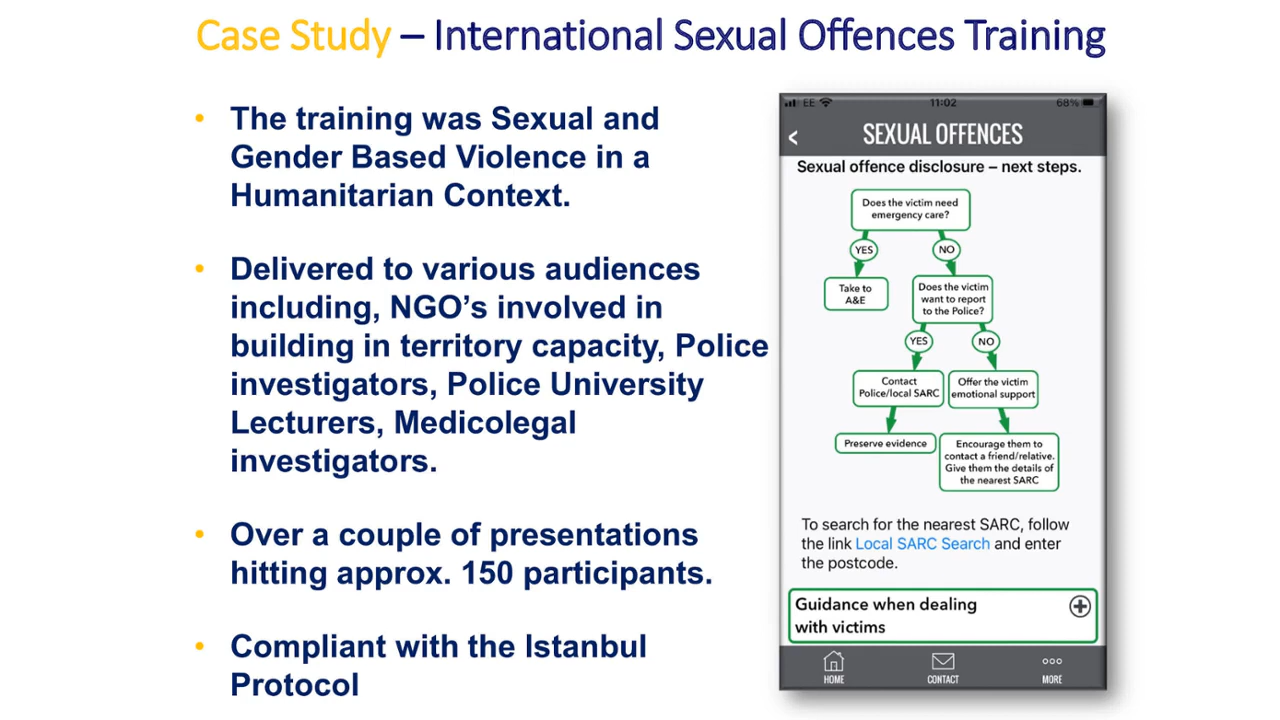 Case Study – International Sexual Offences Training
• The training was Sexual and
Gender Based Violence in a
Humanitarian Context.
• Delivered to various audiences
including, NGO’s involved in
building in territory capacity, Police
investigators, Police University
Lecturers, Medicolegal
investigators.
• Over a couple of presentations
hitting approx. 150 participants.
• Compliant with the Istanbul
Protocol
EE 11:02 68%
SEXUAL OFFENCES
Sexual offence disclosure – next steps.
Does the victim need
emergency care?
YES NO
Take to
A&E
Does the victim
want to report
to the Police?
YES NO
Contact
Police/local SARC
Offer the victim
emotional support
Preserve evidence
Encourage them to
contact a friend/relative.
Give them the details of
the nearest SARC
To search for the nearest SARC, follow
the link Local SARC Search and enter
the postcode.
Guidance when dealing
with victims
HOME CONTACT MORE